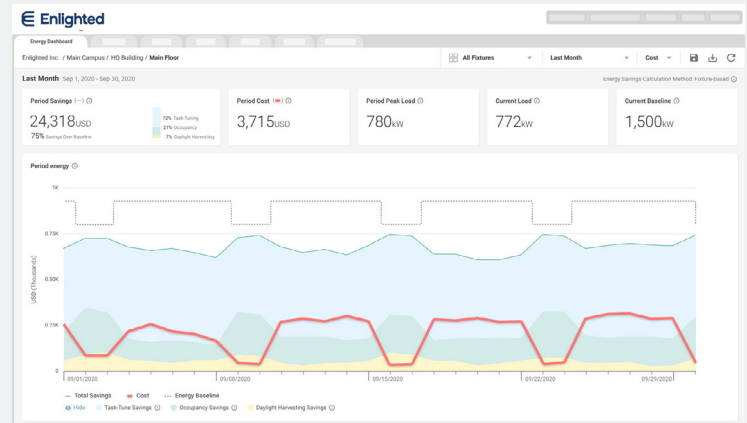 Enlighted
Energy Dashboard
Enlighted Inc. / Main Campus / HQ Building / Main Floor
All Fixtures
Last Month
Cost
Last Month Sep 1, 2020 - Sep 30, 2020
Energy Savings Calculation Method: Fixture-based
Period Savings (--)
24,318USD
75% Savings Over Baseline
72% Task-Tuning
21% Occupancy
7% Daylight Harvesting
Period Cost
3,715USD
Period Peak Load
780kW
Current Load
772kW
Current Baseline
1,500kW
Period energy
USD (Thousands)
1K
0.75K
0.50K
0.25K
0
09/01/2020
09/08/2020
09/15/2020
09/22/2020
09/29/2020
Total Savings
Cost
Energy Baseline
Hide
Task-Tune Savings
Occupancy Savings
Daylight Harvesting Savings